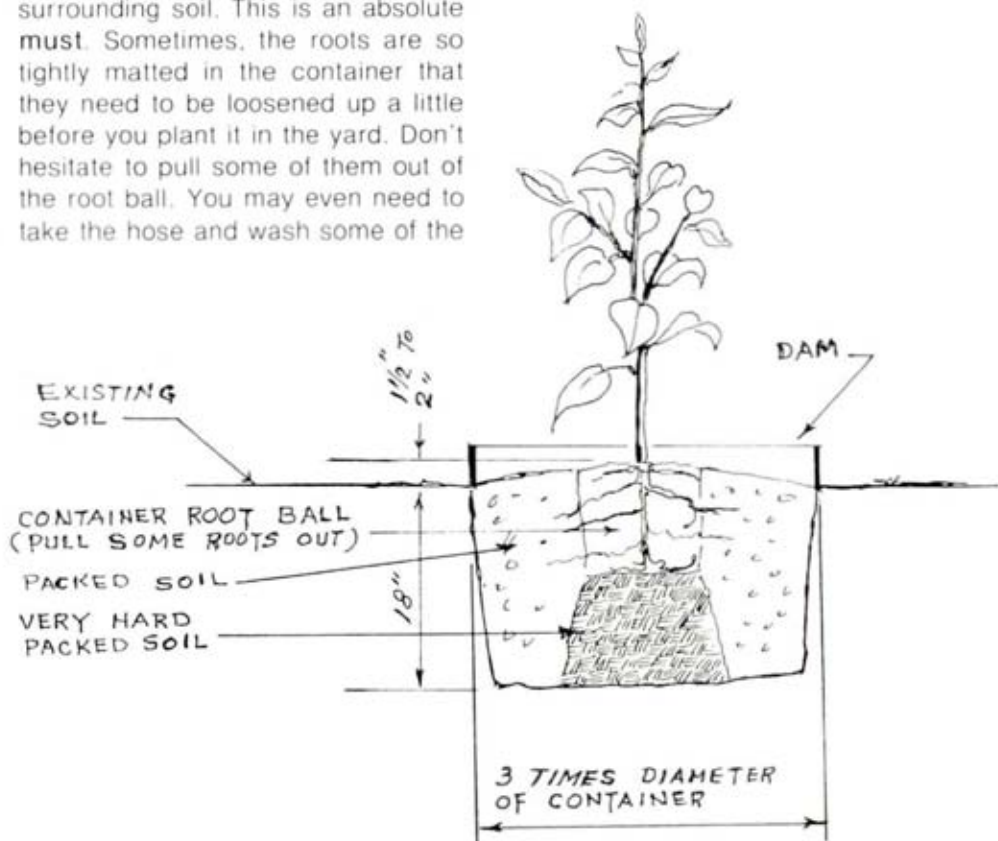 surrounding soil. This is an absolute
must. Sometimes, the roots are so
tightly matted in the container that
they need to be loosened up a little
before you plant it in the yard. Don't
hesitate to pull some of them out of
the root ball. You may even need to
take the hose and wash some of the
1 1/2" To
2"
DAM
EXISTING
SOIL
CONTAINER ROOT BALL
(PULL SOME ROOTS OUT)
PACKED SOIL
18"
VERY HARD
PACKED SOIL
3 TIMES DIAMETER
OF CONTAINER